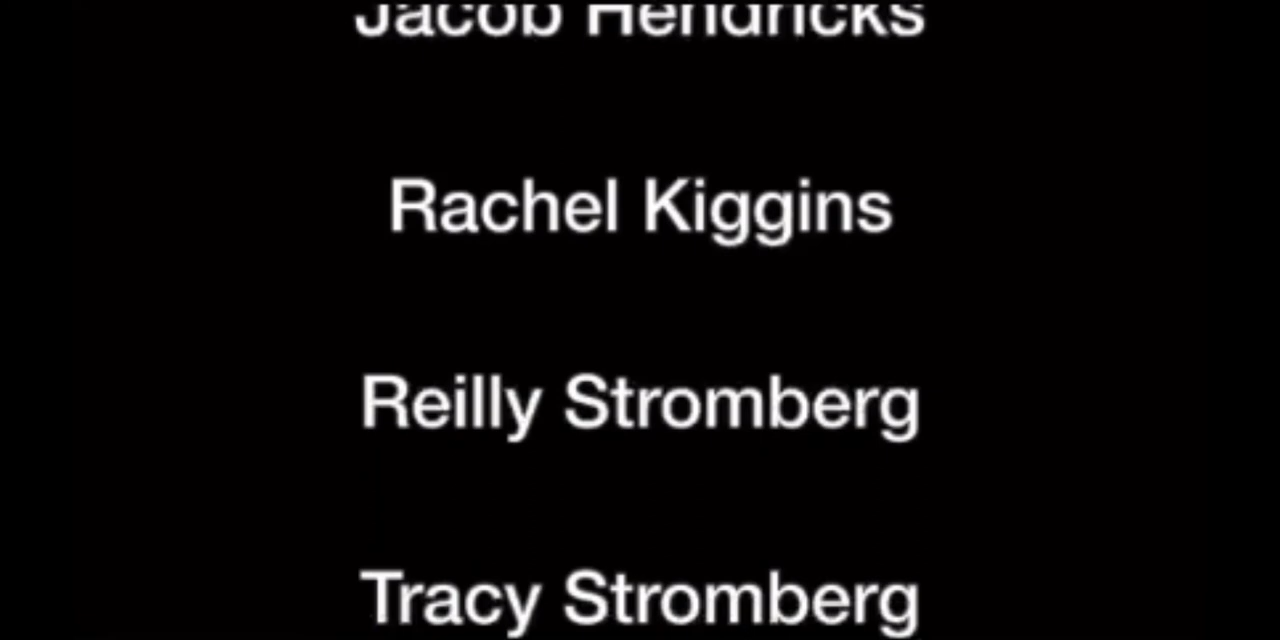 Jacob Hendricks
Rachel Kiggins
Reilly Stromberg
Tracy Stromberg